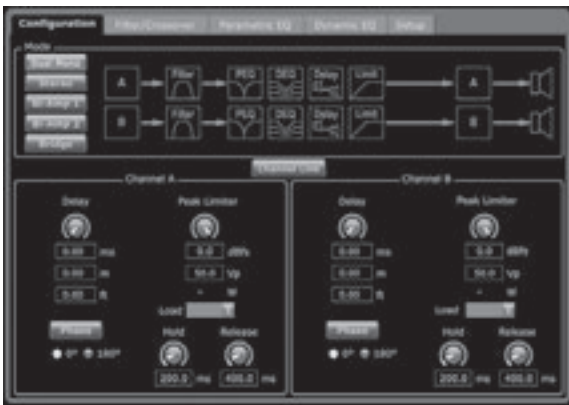 Configuration Filter/Crossover Parametric EQ Dynamic EQ Setup
Mode
Dual Mono
Stereo
Bi-Amp 1
Bi-Amp 2
Bridge
A Filter PEQ DEQ Delay Limit A
B Filter PEQ DEQ Delay Limit B
Channel Link
Channel A
Delay Peak Limiter
0.00 ms 0.0 dBfs
0.00 m 50.0 Vp
0.00 ft - W
Load
Phase Hold Release
0° 180°
200.0 ms 400.0 ms
Channel B
Delay Peak Limiter
0.00 ms 0.0 dBfs
0.00 m 50.0 Vp
0.00 ft - W
Load
Phase Hold Release
0° 180°
200.0 ms 400.0 ms